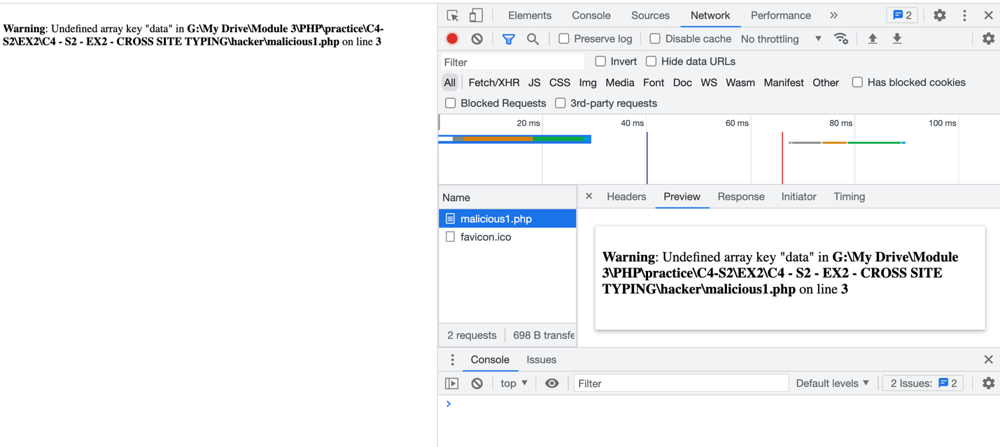 Warning: Undefined array key "data" in G:\My Drive\Module 3\PHP\practice\C4-
S2\EX2\C4 - S2 - EX2 - CROSS SITE TYPING\hacker\malicious1.php on line 3
Elements Console Sources Network Performance » 2
Preserve log Disable cache No throttling
Filter Invert Hide data URLs
All Fetch/XHR JS CSS Img Media Font Doc WS Wasm Manifest Other Has blocked cookies
Blocked Requests 3rd-party requests
20 ms 40 ms 60 ms 80 ms 100 ms
Name
malicious1.php
favicon.ico
2 requests 698 B transfe
Headers Preview Response Initiator Timing
Warning: Undefined array key "data" in G:\My Drive\Module
3\PHP\practice\C4-S2\EX2\C4 - S2 - EX2 - CROSS SITE
TYPING\hacker\malicious1.php on line 3
Console Issues
top Filter Default levels 2 Issues: 2